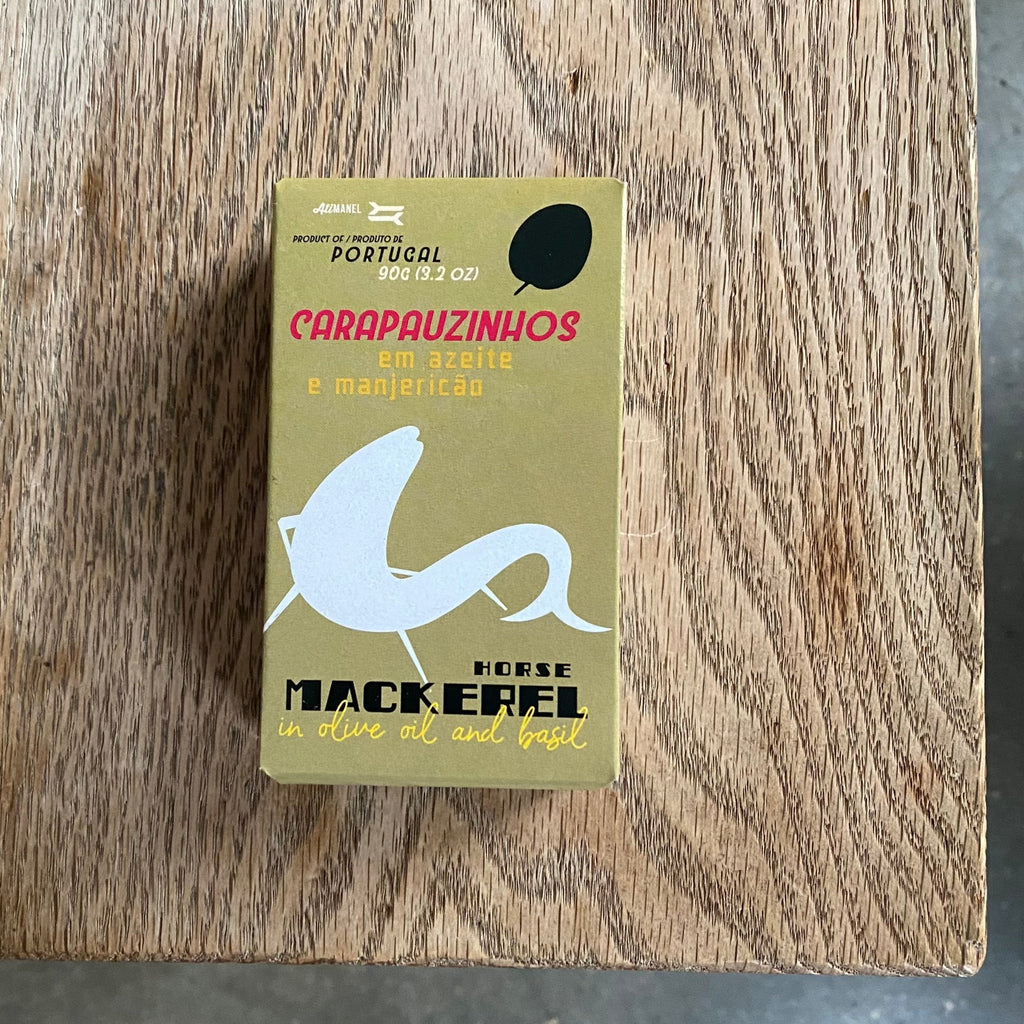 AliMANEL
PRODUCT OF / PRODUTO DE
PORTUGAL
90G (3.2 OZ)
CARAPAUZINHOS
em azeite
e manjericão
HORSE
MACKEREL
in olive oil and basil